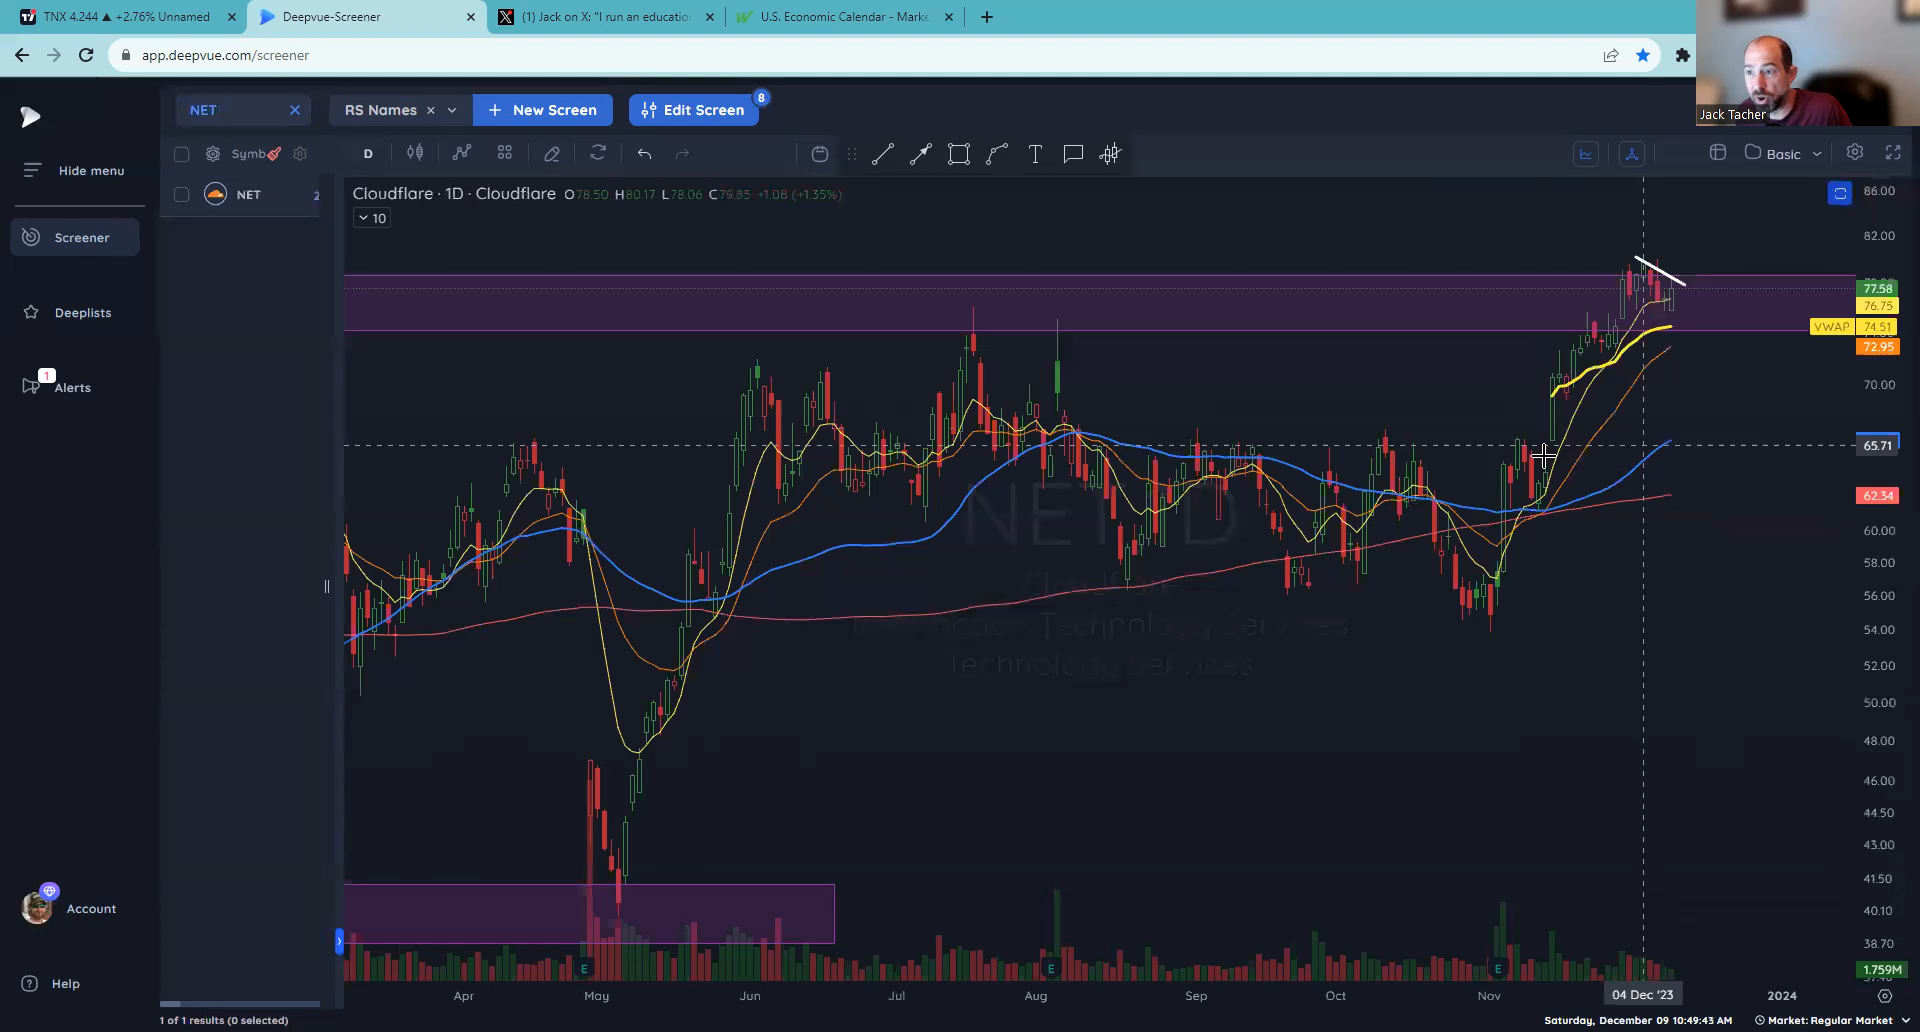 TNX 4.244 ▲ +2.76% Unnamed
Deepvue-Screener
(1) Jack on X: "I run an educatio
U.S. Economic Calendar - Marke
app.deepvue.com/screener
Jack Tacher
NET
RS Names
+ New Screen
Edit Screen
8
Hide menu
Symb
D
T
Basic
NET
2
Cloudflare · 1D · Cloudflare O78.50 H80.17 L78.06 +1.08 (+1.35%)
10
Screener
Deeplists
1
Alerts
Account
Help
NET, D
Technology Services
86.00
82.00
77.58
76.75
VWAP 74.51
72.95
70.00
65.71
62.34
60.00
58.00
56.00
54.00
52.00
50.00
48.00
46.00
44.50
43.00
41.50
40.10
38.70
1.759M
E
E
E
Apr
May
Jun
Jul
Aug
Sep
Oct
Nov
04 Dec '23
2024
1 of 1 results (0 selected)
Saturday, December 09 10:49:43 AM
Market: Regular Market